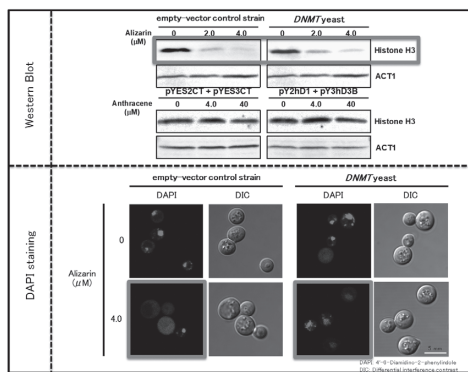 Western Blot
empty-vector control strain DNMT yeast
Alizarin (μM) 0 2.0 4.0 0 2.0 4.0
Histone H3
ACT1
pYES2CT + pYES3CT pY2hD1 + pY3hD3B
Anthracene (μM) 0 4.0 40 0 4.0 40
Histone H3
ACT1
DAPI staining
empty-vector control strain DNMT yeast
DAPI DIC DAPI DIC
0
Alizarin (μM)
4.0
DAPI: 4'-6-Diamidino-2-phenylindole
DIC: Differential interference contrast